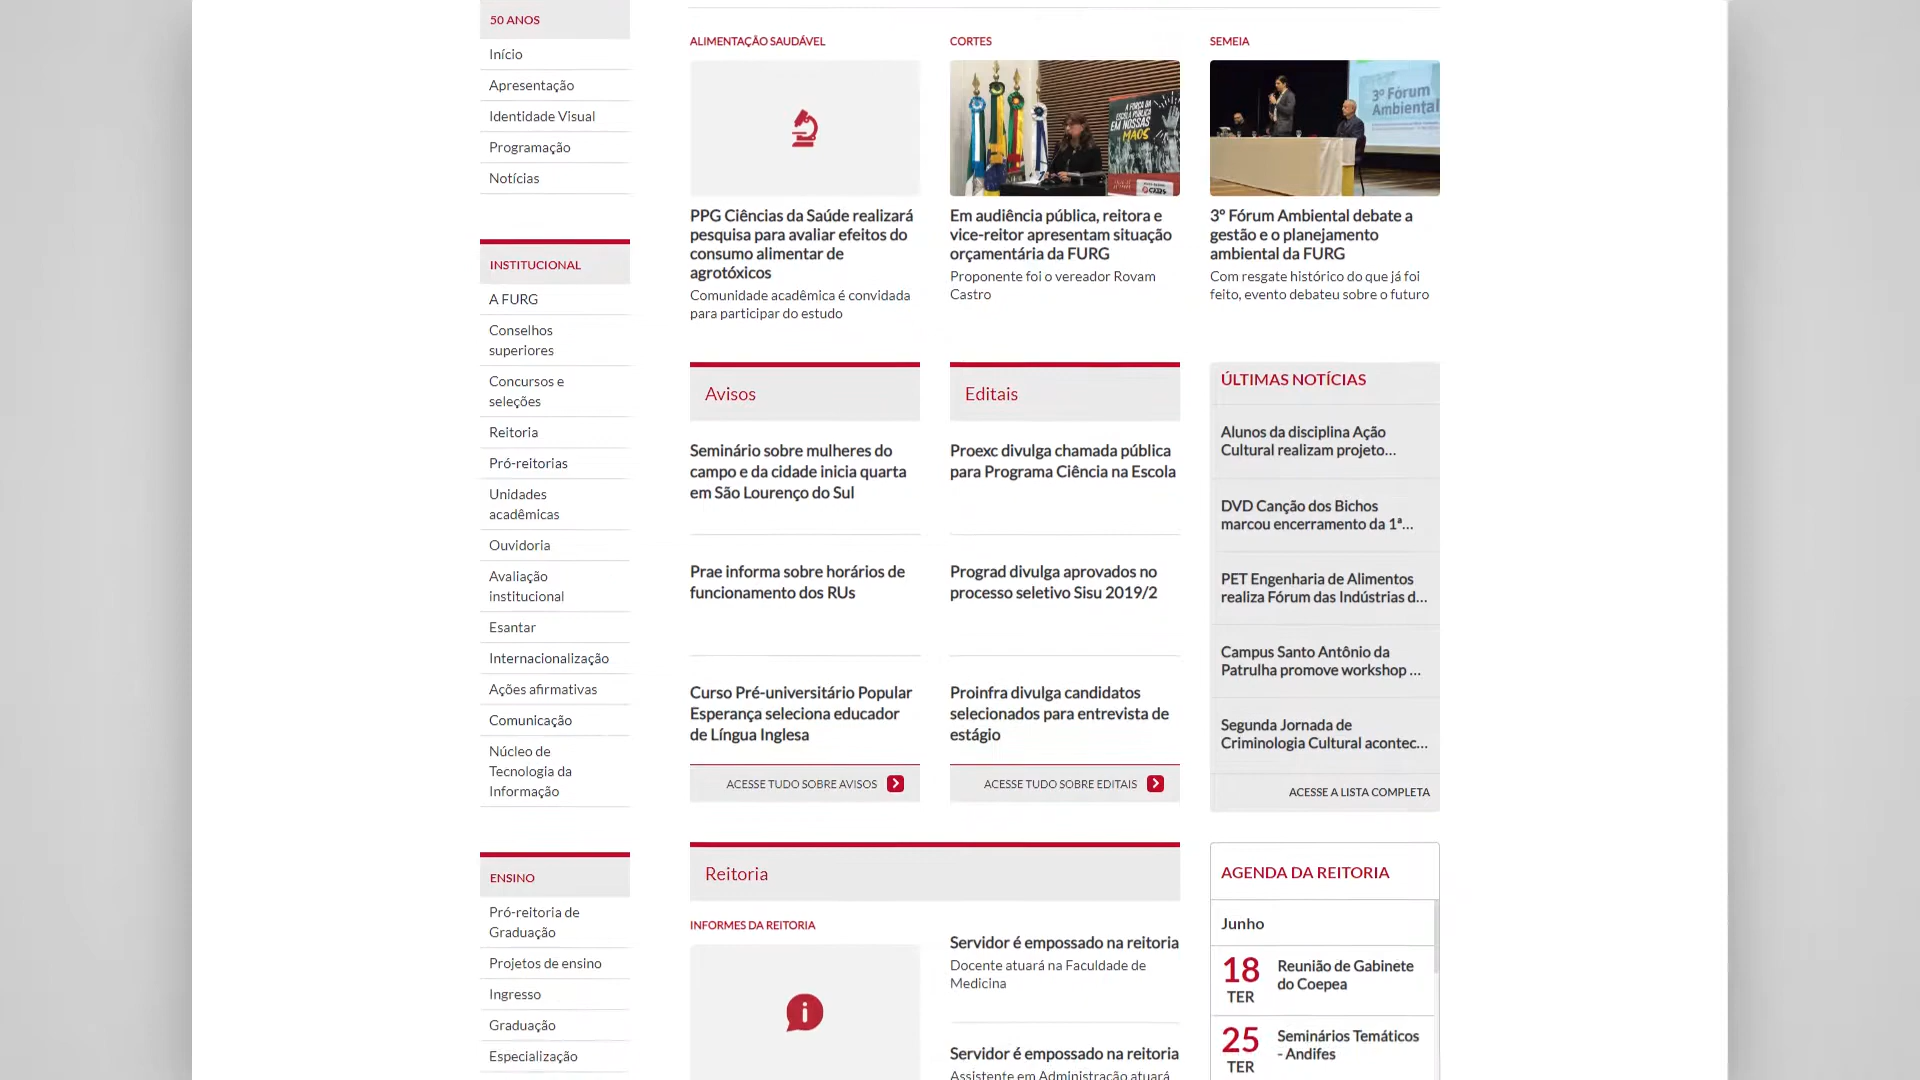 50 ANOS
Início
Apresentação
Identidade Visual
Programação
Notícias
INSTITUCIONAL
A FURG
Conselhos
superiores
Concursos e
seleções
Reitoria
Pró-reitorias
Unidades
acadêmicas
Ouvidoria
Avaliação
institucional
Esantar
Internacionalização
Ações afirmativas
Comunicação
Núcleo de
Tecnologia da
Informação
ENSINO
Pró-reitoria de
Graduação
Projetos de ensino
Ingresso
Graduação
Especialização
ALIMENTAÇÃO SAUDÁVEL
PPG Ciências da Saúde realizará
pesquisa para avaliar efeitos do
consumo alimentar de
agrotóxicos
Comunidade acadêmica é convidada
para participar do estudo
CORTES
A FORÇA DA
ESCOLA PÚBLICA
EM NOSSAS
MÃOS
Em audiência pública, reitora e
vice-reitor apresentam situação
orçamentária da FURG
Proponente foi o vereador Rovam
Castro
SEMEIA
3º Fórum
Ambiental
3º Fórum Ambiental debate a
gestão e o planejamento
ambiental da FURG
Com resgate histórico do que já foi
feito, evento debateu sobre o futuro
Avisos
Seminário sobre mulheres do
campo e da cidade inicia quarta
em São Lourenço do Sul
Prae informa sobre horários de
funcionamento dos RUs
Curso Pré-universitário Popular
Esperança seleciona educador
de Língua Inglesa
ACESSE TUDO SOBRE AVISOS
Editais
Proexc divulga chamada pública
para Programa Ciência na Escola
Prograd divulga aprovados no
processo seletivo Sisu 2019/2
Proinfra divulga candidatos
selecionados para entrevista de
estágio
ACESSE TUDO SOBRE EDITAIS
ÚLTIMAS NOTÍCIAS
Alunos da disciplina Ação
Cultural realizam projeto...
DVD Canção dos Bichos
marcou encerramento da 1ª...
PET Engenharia de Alimentos
realiza Fórum das Indústrias d...
Campus Santo Antônio da
Patrulha promove workshop ...
Segunda Jornada de
Criminologia Cultural acontec...
ACESSE A LISTA COMPLETA
Reitoria
INFORMES DA REITORIA
Servidor é empossado na reitoria
Docente atuará na Faculdade de
Medicina
Servidor é empossado na reitoria
Assistente em Administração atuará
AGENDA DA REITORIA
Junho
18
TER
Reunião de Gabinete
do Coepea
25
TER
Seminários Temáticos
- Andifes